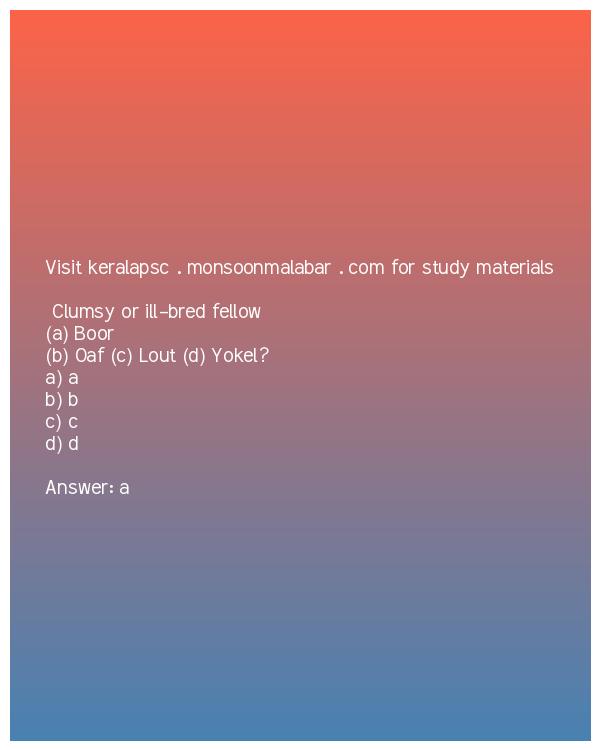 Visit keralapsc . monsoonmalabar . com for study materials
Clumsy or ill-bred fellow
(a) Boor
(b) Oaf (c) Lout (d) Yokel?
a) a
b) b
c) c
d) d
Answer: a